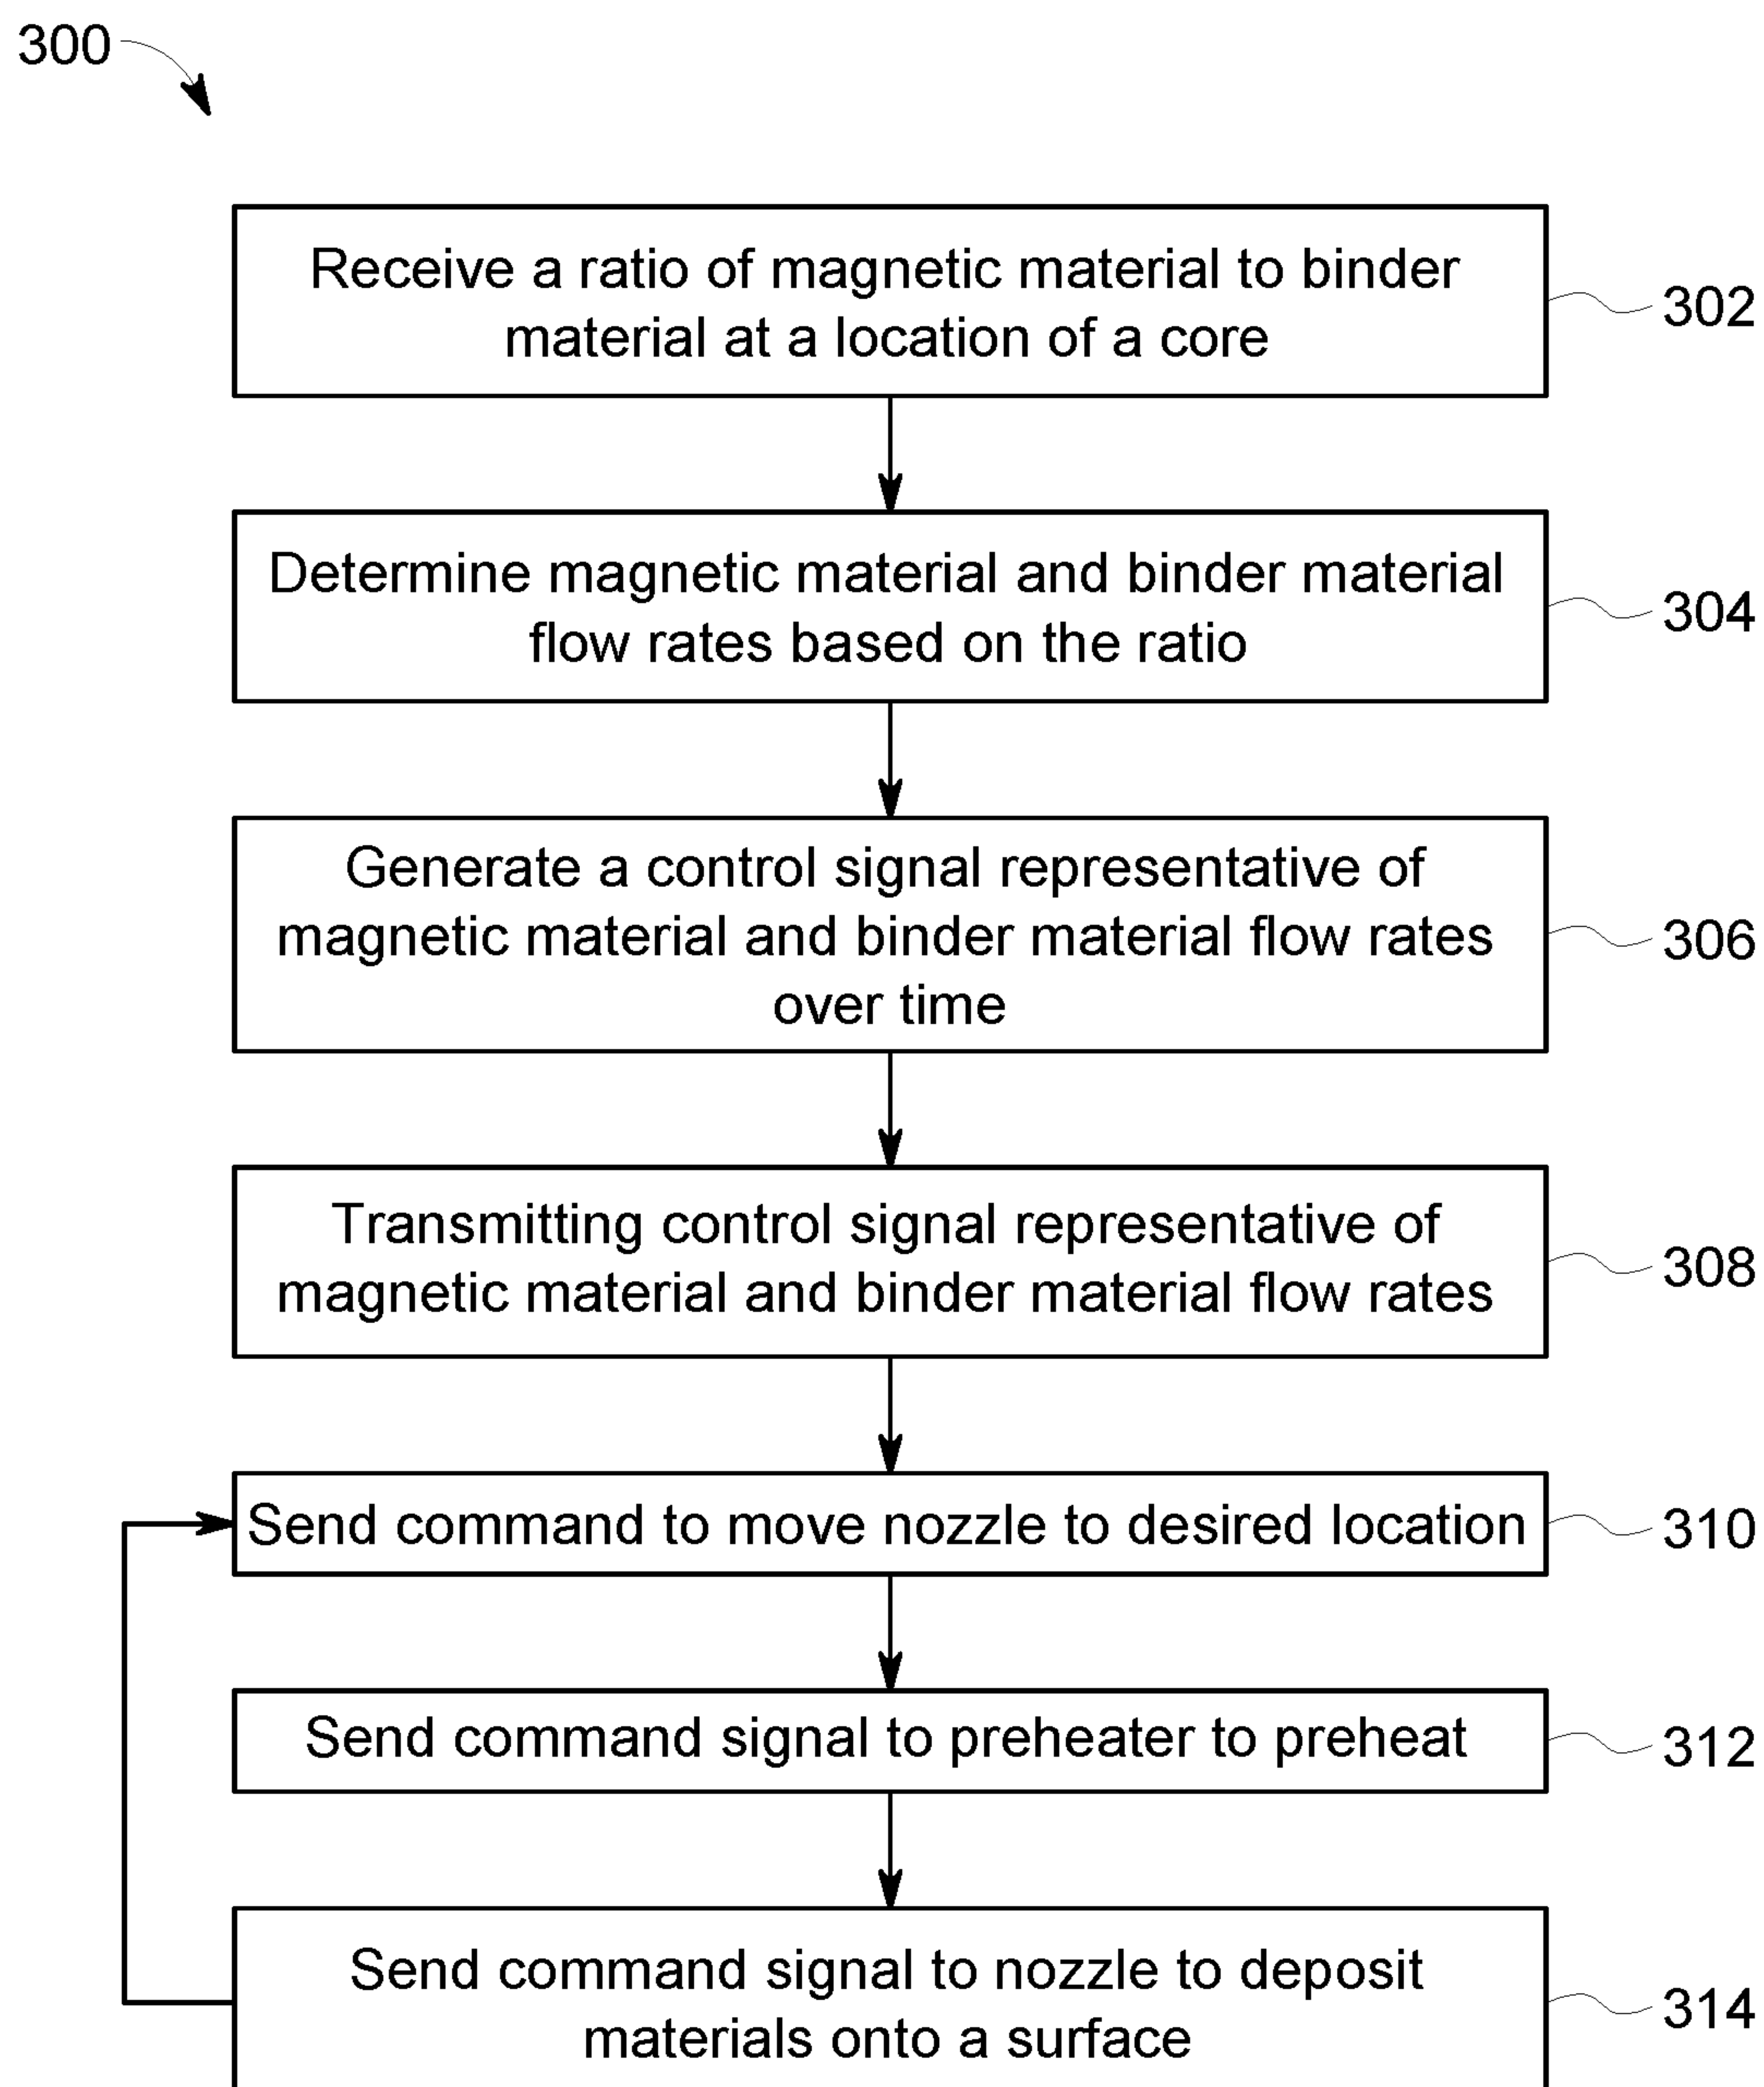 300
Receive a ratio of magnetic material to binder
material at a location of a core
302
Determine magnetic material and binder material
flow rates based on the ratio
304
Generate a control signal representative of
magnetic material and binder material flow rates
over time
306
Transmitting control signal representative of
magnetic material and binder material flow rates
308
Send command to move nozzle to desired location
310
Send command signal to preheater to preheat
312
Send command signal to nozzle to deposit
materials onto a surface
314